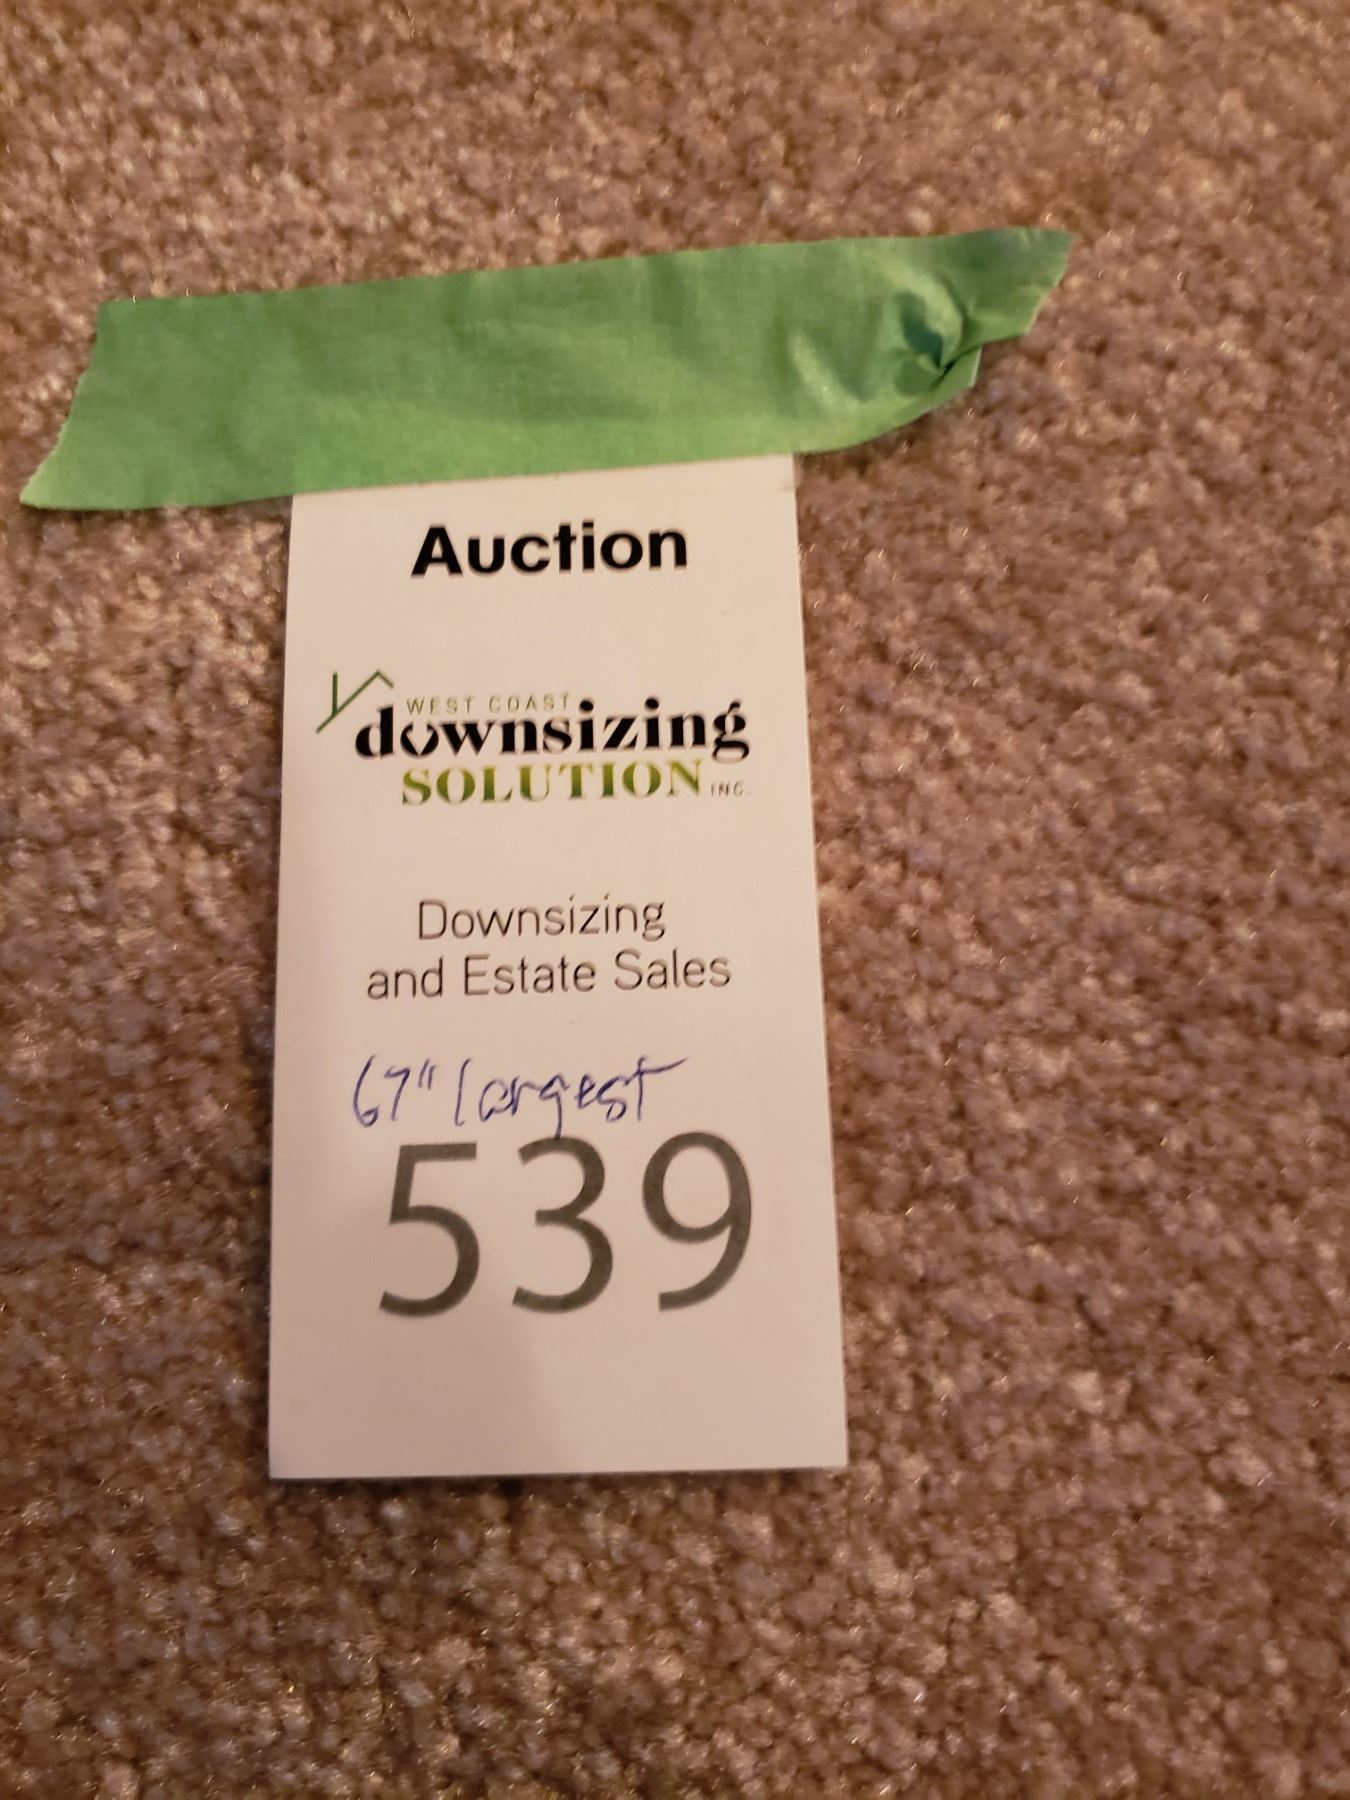 Auction
WEST COAST
downsizing
SOLUTION INC.
Downsizing
and Estate Sales
67" largest
539